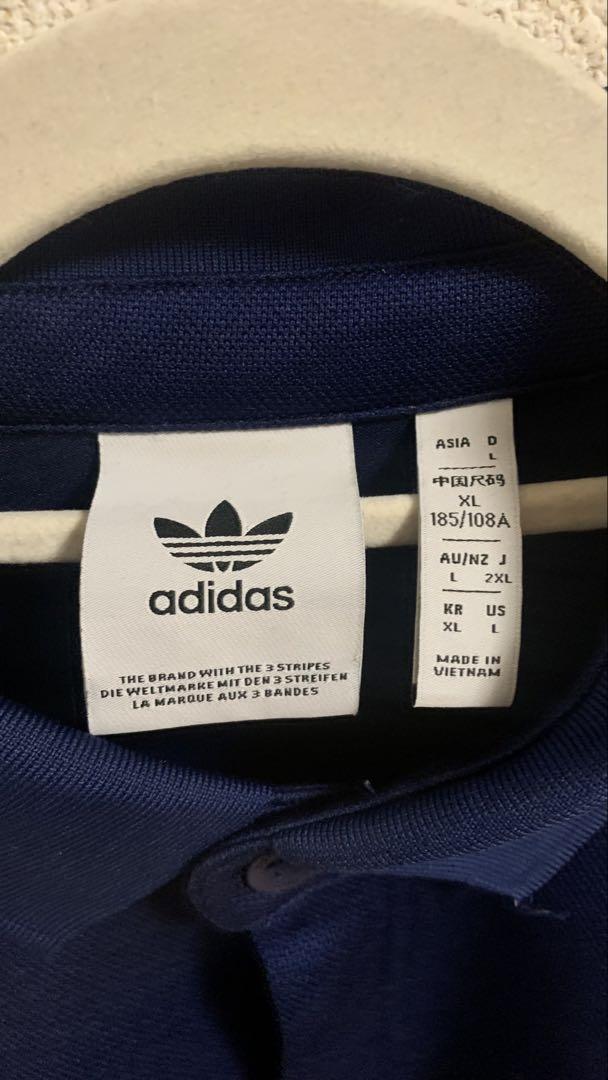 adidas
THE BRAND WITH THE 3 STRIPES
DIE WELTMARKE MIT DEN 3 STREIFEN
LA MARQUE AUX 3 BANDES
ASIA D
L
中国尺码
XL
185/108A
AU/NZ J
L 2XL
KR US
XL L
MADE IN
VIETNAM